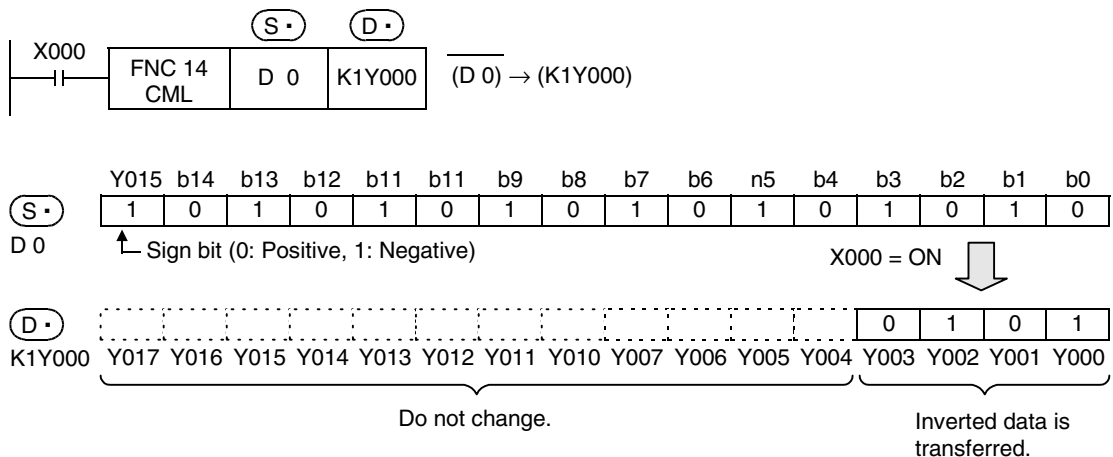 S • D •
X000
FNC 14 CML D 0 K1Y000 (D 0) → (K1Y000)
Y015 b14 b13 b12 b11 b11 b9 b8 b7 b6 n5 b4 b3 b2 b1 b0
S • 1 0 1 0 1 0 1 0 1 0 1 0 1 0 1 0
D 0 Sign bit (0: Positive, 1: Negative) X000 = ON
D • 0 1 0 1
K1Y000 Y017 Y016 Y015 Y014 Y013 Y012 Y011 Y010 Y007 Y006 Y005 Y004 Y003 Y002 Y001 Y000
Do not change. Inverted data is
transferred.